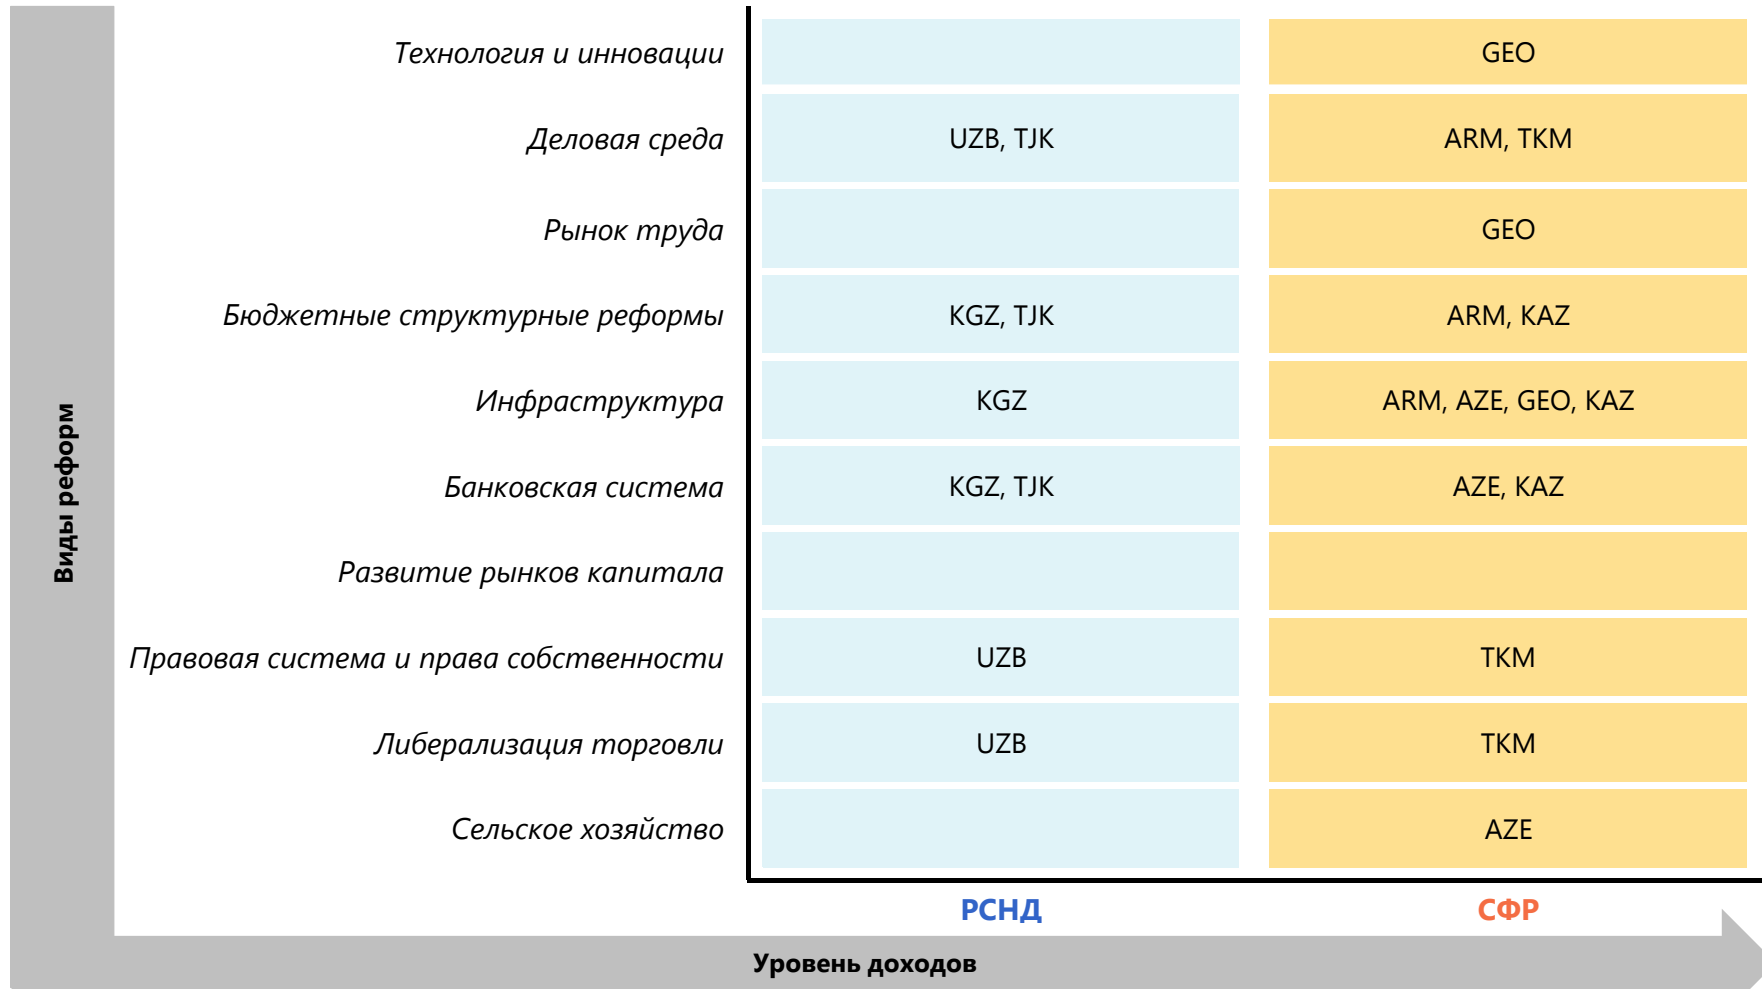 Виды реформ
Технология и инновации
GEO
Деловая среда
UZB, TJK
ARM, TKM
Рынок труда
GEO
Бюджетные структурные реформы
KGZ, TJK
ARM, KAZ
Инфраструктура
KGZ
ARM, AZE, GEO, KAZ
Банковская система
KGZ, TJK
AZE, KAZ
Развитие рынков капитала
Правовая система и права собственности
UZB
TKM
Либерализация торговли
UZB
TKM
Сельское хозяйство
AZE
РСНД
СФР
Уровень доходов